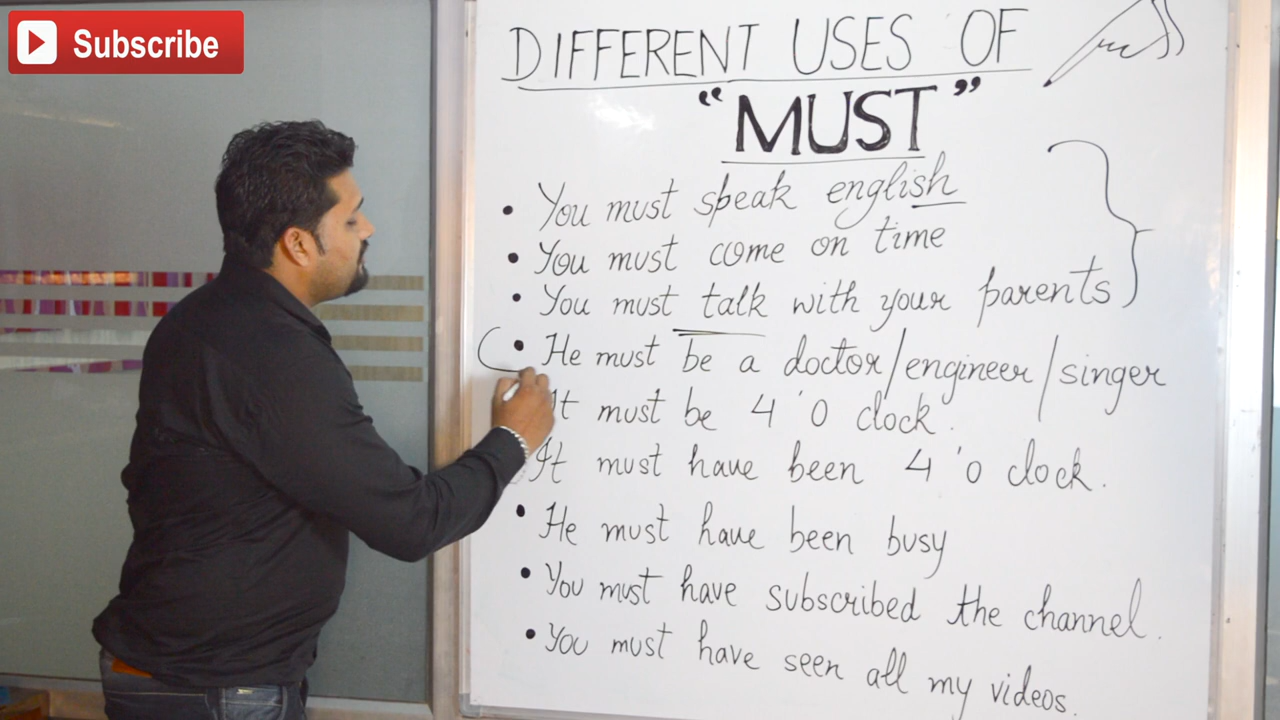 Subscribe
DIFFERENT USES OF
"MUST"
• You must speak english
• You must come on time
• You must talk with your parents
• He must be a doctor/engineer/singer
It must be 4 'O clock.
It must have been 4 'o clock.
• He must have been busy
• You must have subscribed the channel.
• You must have seen all my videos.